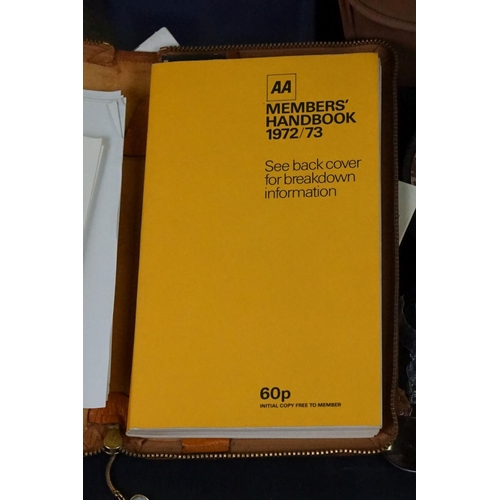 AA
MEMBERS'
HANDBOOK
1972/73
See back cover
for breakdown
information
60p
INITIAL COPY FREE TO MEMBER